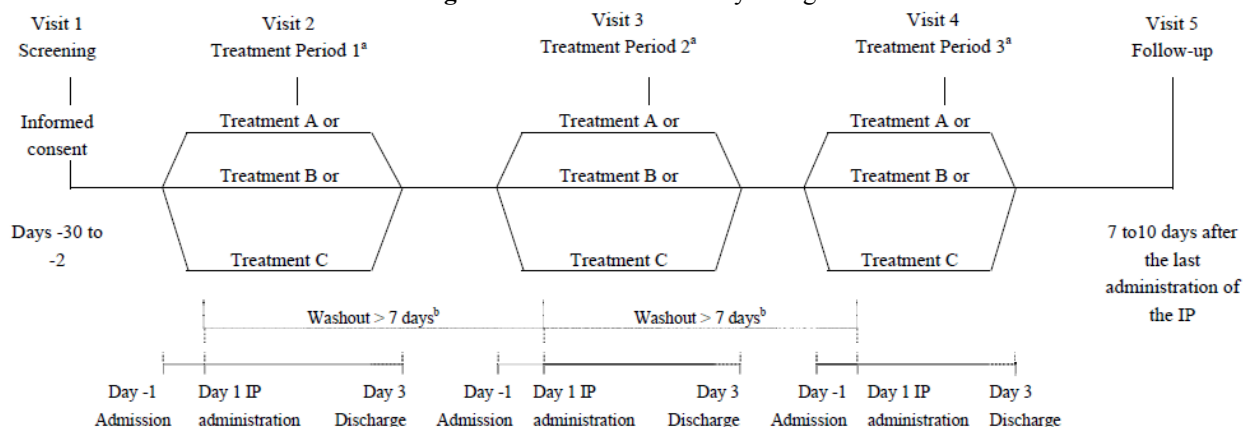 Visit 1
Screening
Visit 2
Treatment Period 1ª
Visit 3
Treatment Period 2ª
Visit 4
Treatment Period 3ª
Visit 5
Follow-up
Informed
consent
Treatment A or
Treatment B or
Treatment C
Treatment A or
Treatment B or
Treatment C
Treatment A or
Treatment B or
Treatment C
Days -30 to
-2
7 to10 days after
the last
administration of
the IP
Washout > 7 daysᵇ
Washout > 7 daysᵇ
Day -1
Admission
Day 1 IP
administration
Day 3
Discharge
Day -1
Admission
Day 1 IP
administration
Day 3
Discharge
Day -1
Admission
Day 1 IP
administration
Day 3
Discharge